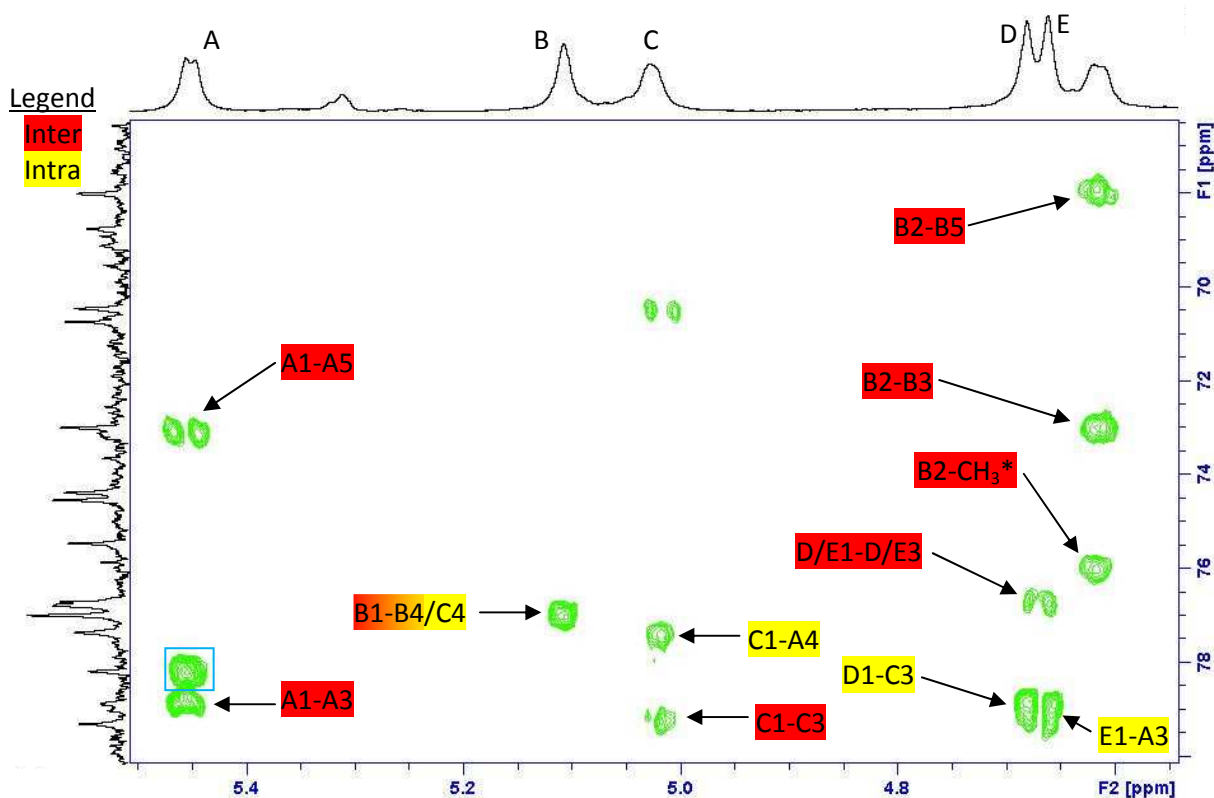 A
B
C
D
E
Legend
Inter
Intra
F1 [ppm]
B2-B5
70
A1-A5
72
B2-B3
B2-CH₃*
74
D/E1-D/E3
76
B1-B4/C4
C1-A4
D1-C3
78
A1-A3
C1-C3
E1-A3
5.4
5.2
5.0
4.8
F2 [ppm]